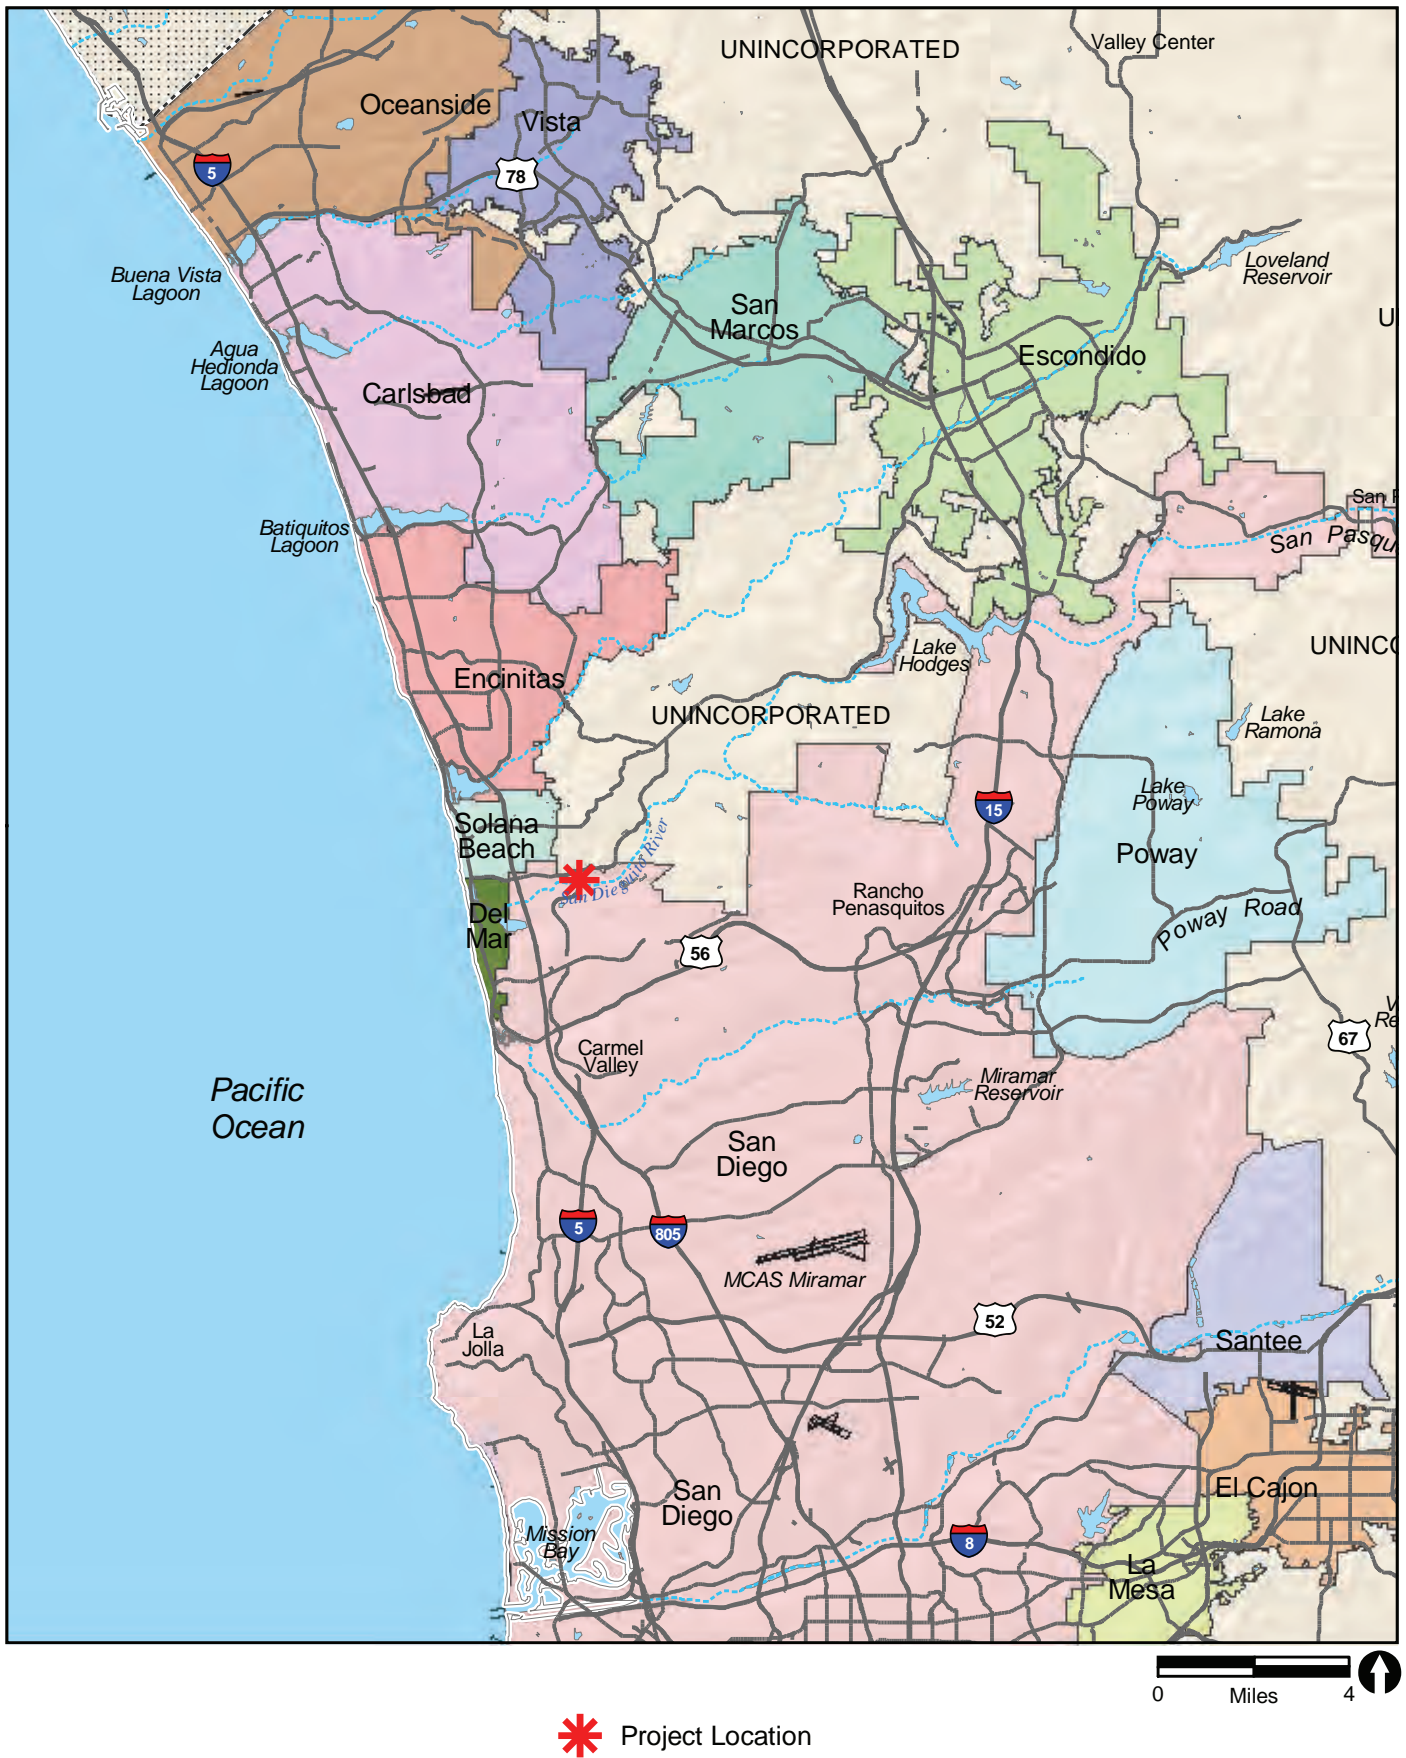 UNINCORPORATED
Valley Center
Oceanside
Vista
5
78
Buena Vista
Lagoon
Loveland
Reservoir
San
Marcos
U
Agua
Hedionda
Lagoon
Escondido
Carlsbad
San P
Batiquitos
Lagoon
San Pasqu
Lake
Hodges
UNINCO
Encinitas
UNINCORPORATED
Lake
Ramona
Lake
Poway
15
Solana
Beach
Poway
San Dieguito River
Rancho
Penasquitos
Poway Road
Del
Mar
56
V
Re
67
Carmel
Valley
Miramar
Reservoir
Pacific
Ocean
San
Diego
5
805
MCAS Miramar
52
La
Jolla
Santee
San
Diego
El Cajon
Mission
Bay
8
La
Mesa
0 Miles 4
Project Location